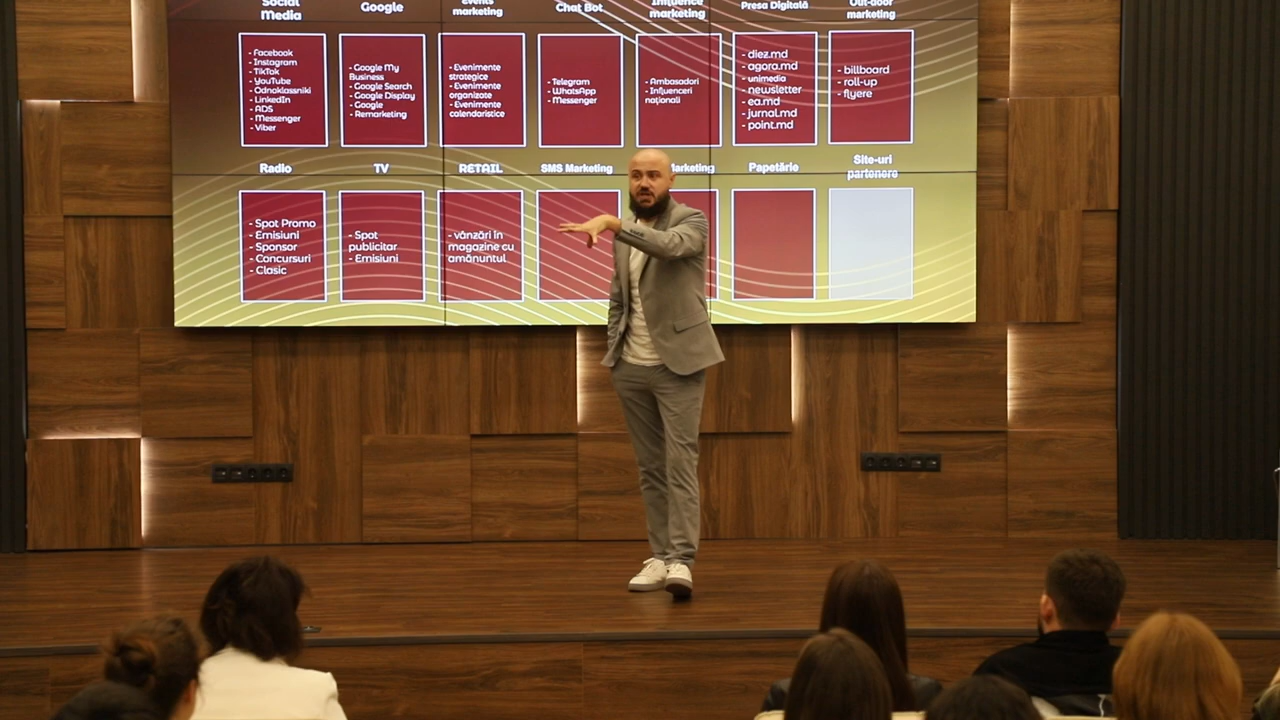 Social
Media
Google
Events
marketing
Chat Bot
Influence
marketing
Presa Digitală
Out-door
marketing
- Facebook
- Instagram
- TikTok
- YouTube
- Odnoklassniki
- LinkedIn
- ADS
- Messenger
- Viber
- Google My
Business
- Google Search
- Google Display
- Google
Remarketing
- Evenimente
strategice
- Evenimente
organizate
- Evenimente
calendaristice
- Telegram
- WhatsApp
- Messenger
- Ambasadori
- Influenceri
naționali
- diez.md
- agora.md
- unimedia
- newsletter
- ea.md
- jurnal.md
- point.md
- billboard
- roll-up
- flyere
Radio
TV
RETAIL
SMS Marketing
Marketing
Papetărie
Site-uri
partenere
- Spot Promo
- Emisiuni
- Sponsor
- Concursuri
- Clasic
- Spot
publicitar
- Emisiuni
- vânzări în
magazine cu
amănuntul